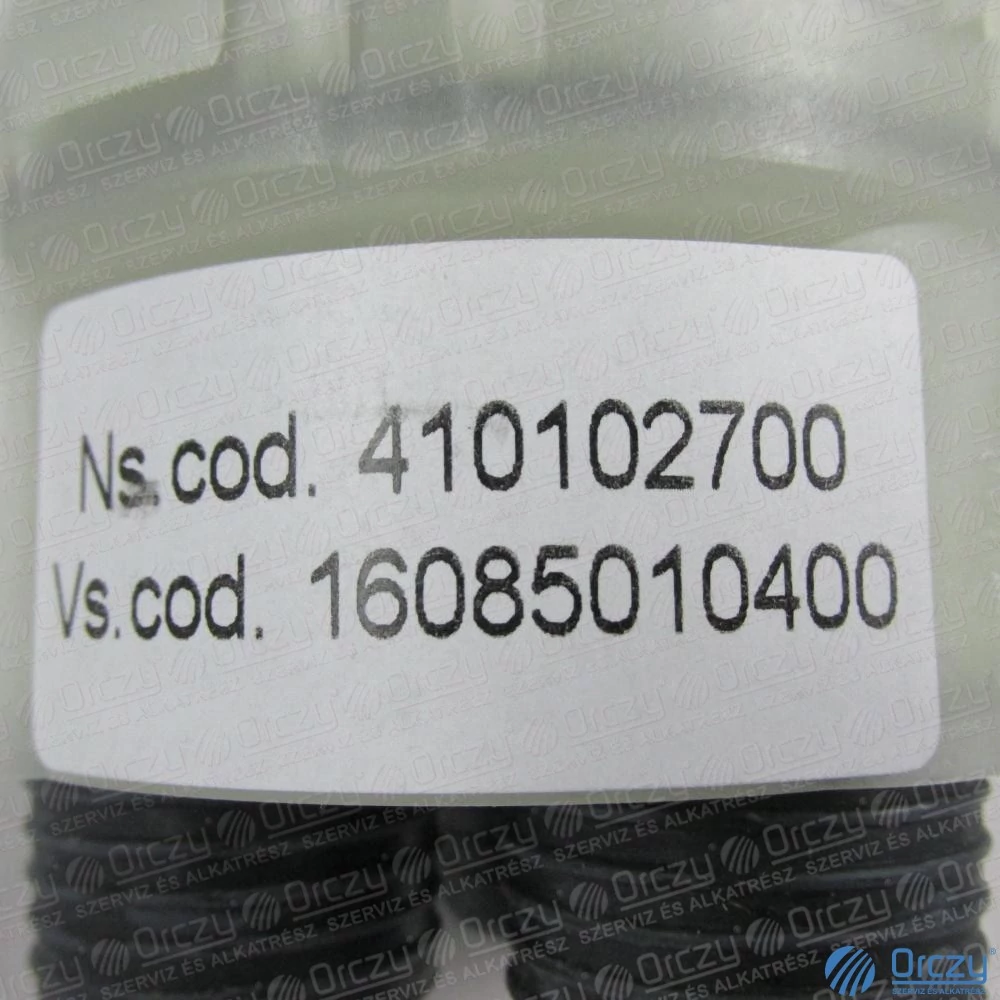 Ns.cod. 410102700
Vs.cod. 16085010400
Orczy®
SZERVIZ ÉS ALKATRÉSZ